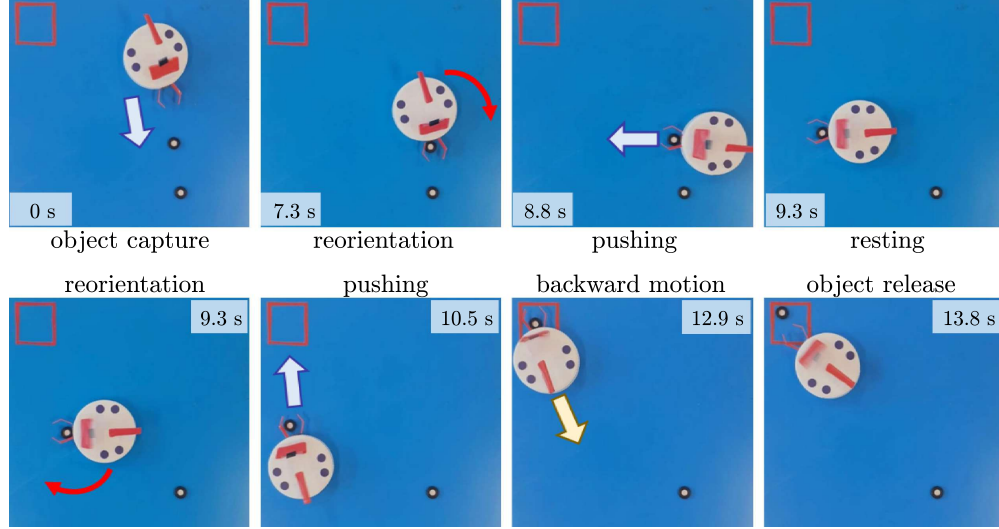 0 s
7.3 s
8.8 s
9.3 s
object capture
reorientation
pushing
resting
reorientation
pushing
backward motion
object release
9.3 s
10.5 s
12.9 s
13.8 s